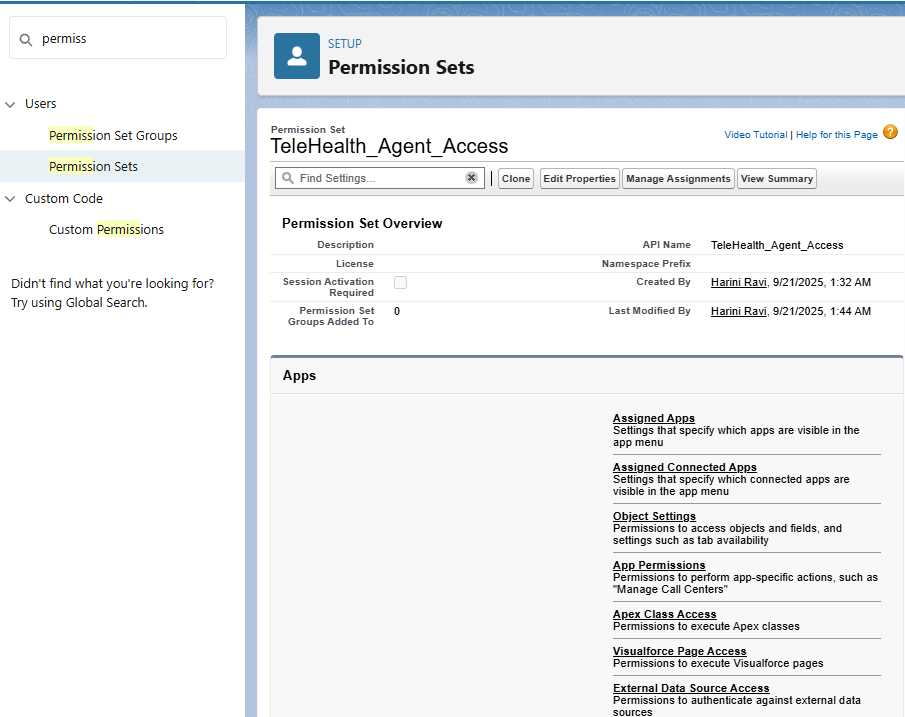 permiss
Users
Permission Set Groups
Permission Sets
Custom Code
Custom Permissions
Didn't find what you're looking for?
Try using Global Search.
SETUP
Permission Sets
Permission Set
TeleHealth_Agent_Access
Video Tutorial | Help for this Page ?
Find Settings...
Clone
Edit Properties
Manage Assignments
View Summary
Permission Set Overview
Description
API Name TeleHealth_Agent_Access
License
Namespace Prefix
Session Activation
Required
Created By Harini Ravi, 9/21/2025, 1:32 AM
Permission Set
Groups Added To
0
Last Modified By Harini Ravi, 9/21/2025, 1:44 AM
Apps
Assigned Apps
Settings that specify which apps are visible in the
app menu
Assigned Connected Apps
Settings that specify which connected apps are
visible in the app menu
Object Settings
Permissions to access objects and fields, and
settings such as tab availability
App Permissions
Permissions to perform app-specific actions, such as
"Manage Call Centers"
Apex Class Access
Permissions to execute Apex classes
Visualforce Page Access
Permissions to execute Visualforce pages
External Data Source Access
Permissions to authenticate against external data
sources